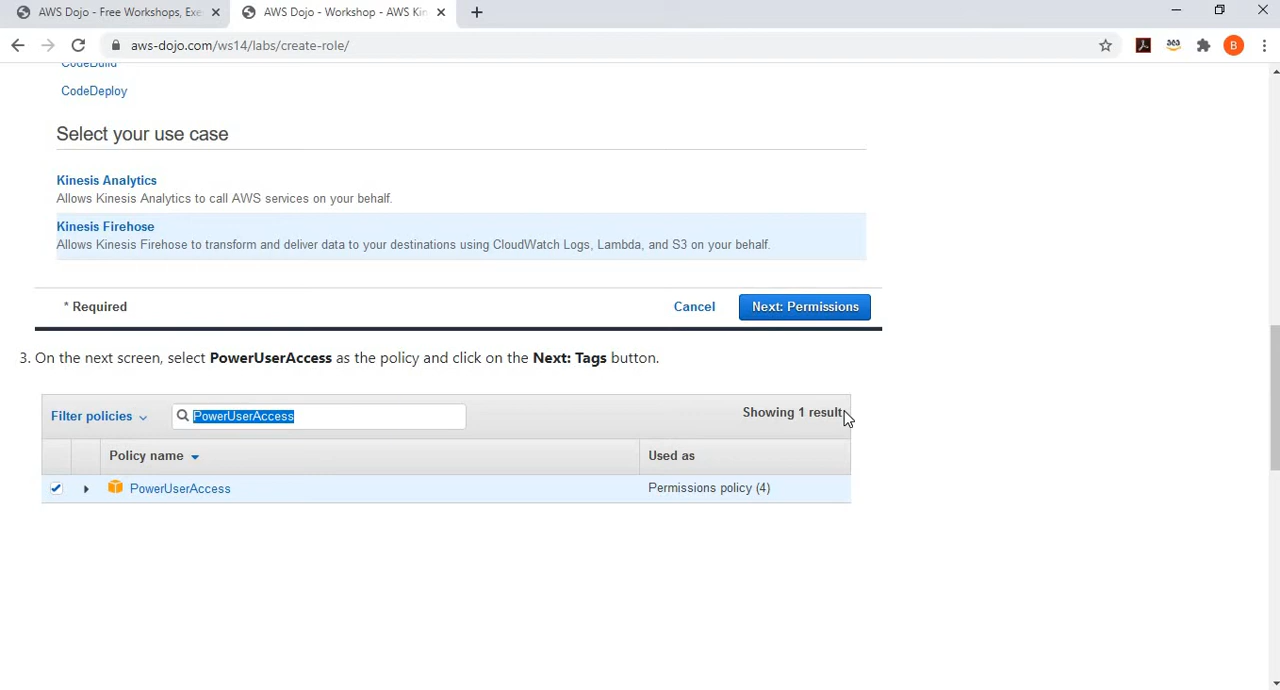 AWS Dojo - Free Workshops, Exe
AWS Dojo - Workshop - AWS Kin
aws-dojo.com/ws14/labs/create-role/
B
CodeBuild
CodeDeploy
Select your use case
Kinesis Analytics
Allows Kinesis Analytics to call AWS services on your behalf.
Kinesis Firehose
Allows Kinesis Firehose to transform and deliver data to your destinations using CloudWatch Logs, Lambda, and S3 on your behalf.
* Required
Cancel
Next: Permissions
3. On the next screen, select PowerUserAccess as the policy and click on the Next: Tags button.
Filter policies
PowerUserAccess
Showing 1 result
Policy name
Used as
PowerUserAccess
Permissions policy (4)